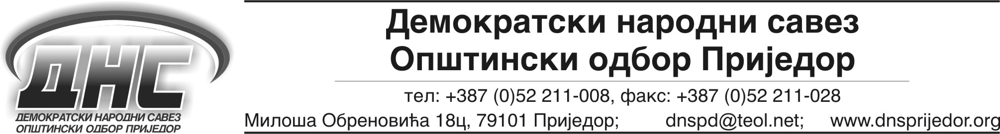 ДНС
ДЕМОКРАТСКИ НАРОДНИ САВЕЗ
ОПШТИНСКИ ОДБОР ПРИЈЕДОР
Демократски народни савез
Општински одбор Приједор
тел: +387 (0)52 211-008, факс: +387 (0)52 211-028
Милоша Обреновића 18ц, 79101 Приједор; dnspd@teol.net; www.dnsprijedor.org